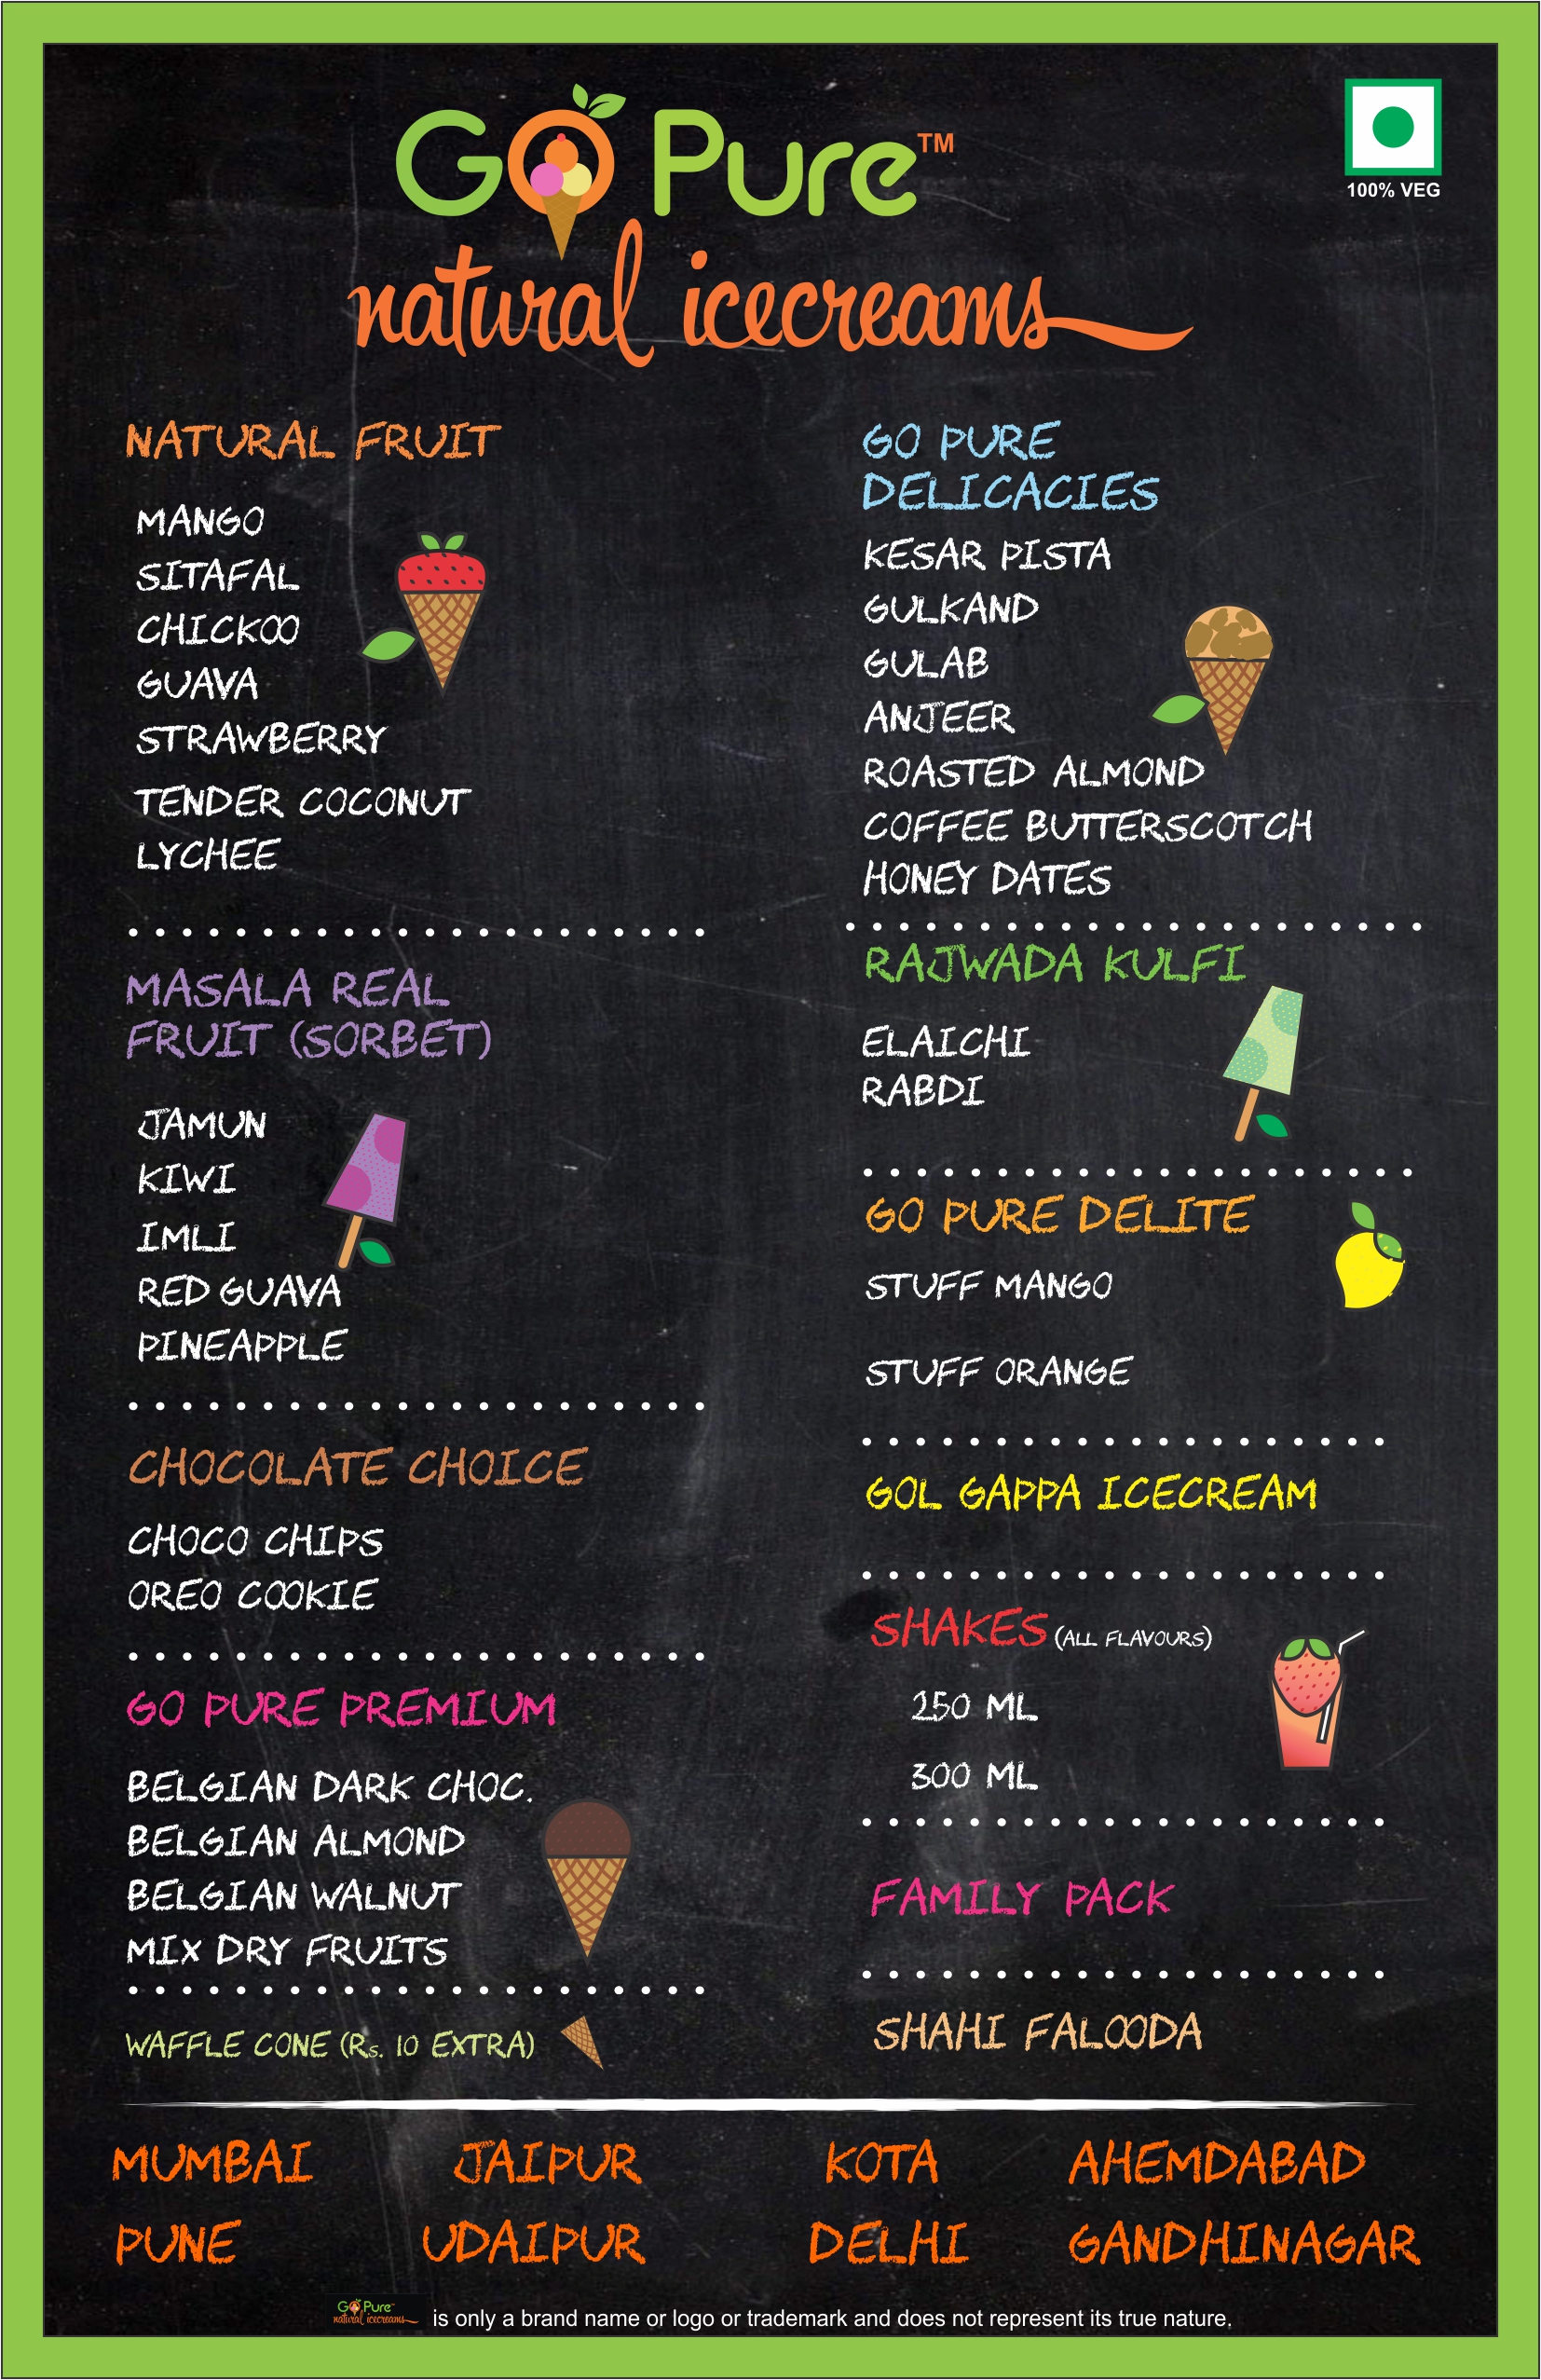 GO Pure™
natural icecreams
100% VEG
NATURAL FRUIT
MANGO
SITAFAL
CHICKOO
GUAVA
STRAWBERRY
TENDER COCONUT
LYCHEE
MASALA REAL
FRUIT (SORBET)
JAMUN
KIWI
IMLI
RED GUAVA
PINEAPPLE
CHOCOLATE CHOICE
CHOCO CHIPS
OREO COOKIE
GO PURE PREMIUM
BELGIAN DARK CHOC.
BELGIAN ALMOND
BELGIAN WALNUT
MIX DRY FRUITS
WAFFLE CONE (Rs. 10 EXTRA)
GO PURE
DELICACIES
KESAR PISTA
GULKAND
GULAB
ANJEER
ROASTED ALMOND
COFFEE BUTTERSCOTCH
HONEY DATES
RAJWADA KULFI
ELAICHI
RABDI
GO PURE DELITE
STUFF MANGO
STUFF ORANGE
GOL GAPPA ICECREAM
SHAKES (ALL FLAVOURS)
250 ML
300 ML
FAMILY PACK
SHAHI FALOODA
MUMBAI JAIPUR KOTA AHEMDABAD
PUNE UDAIPUR DELHI GANDHINAGAR
GO Pure™
natural icecreams is only a brand name or logo or trademark and does not represent its true nature.